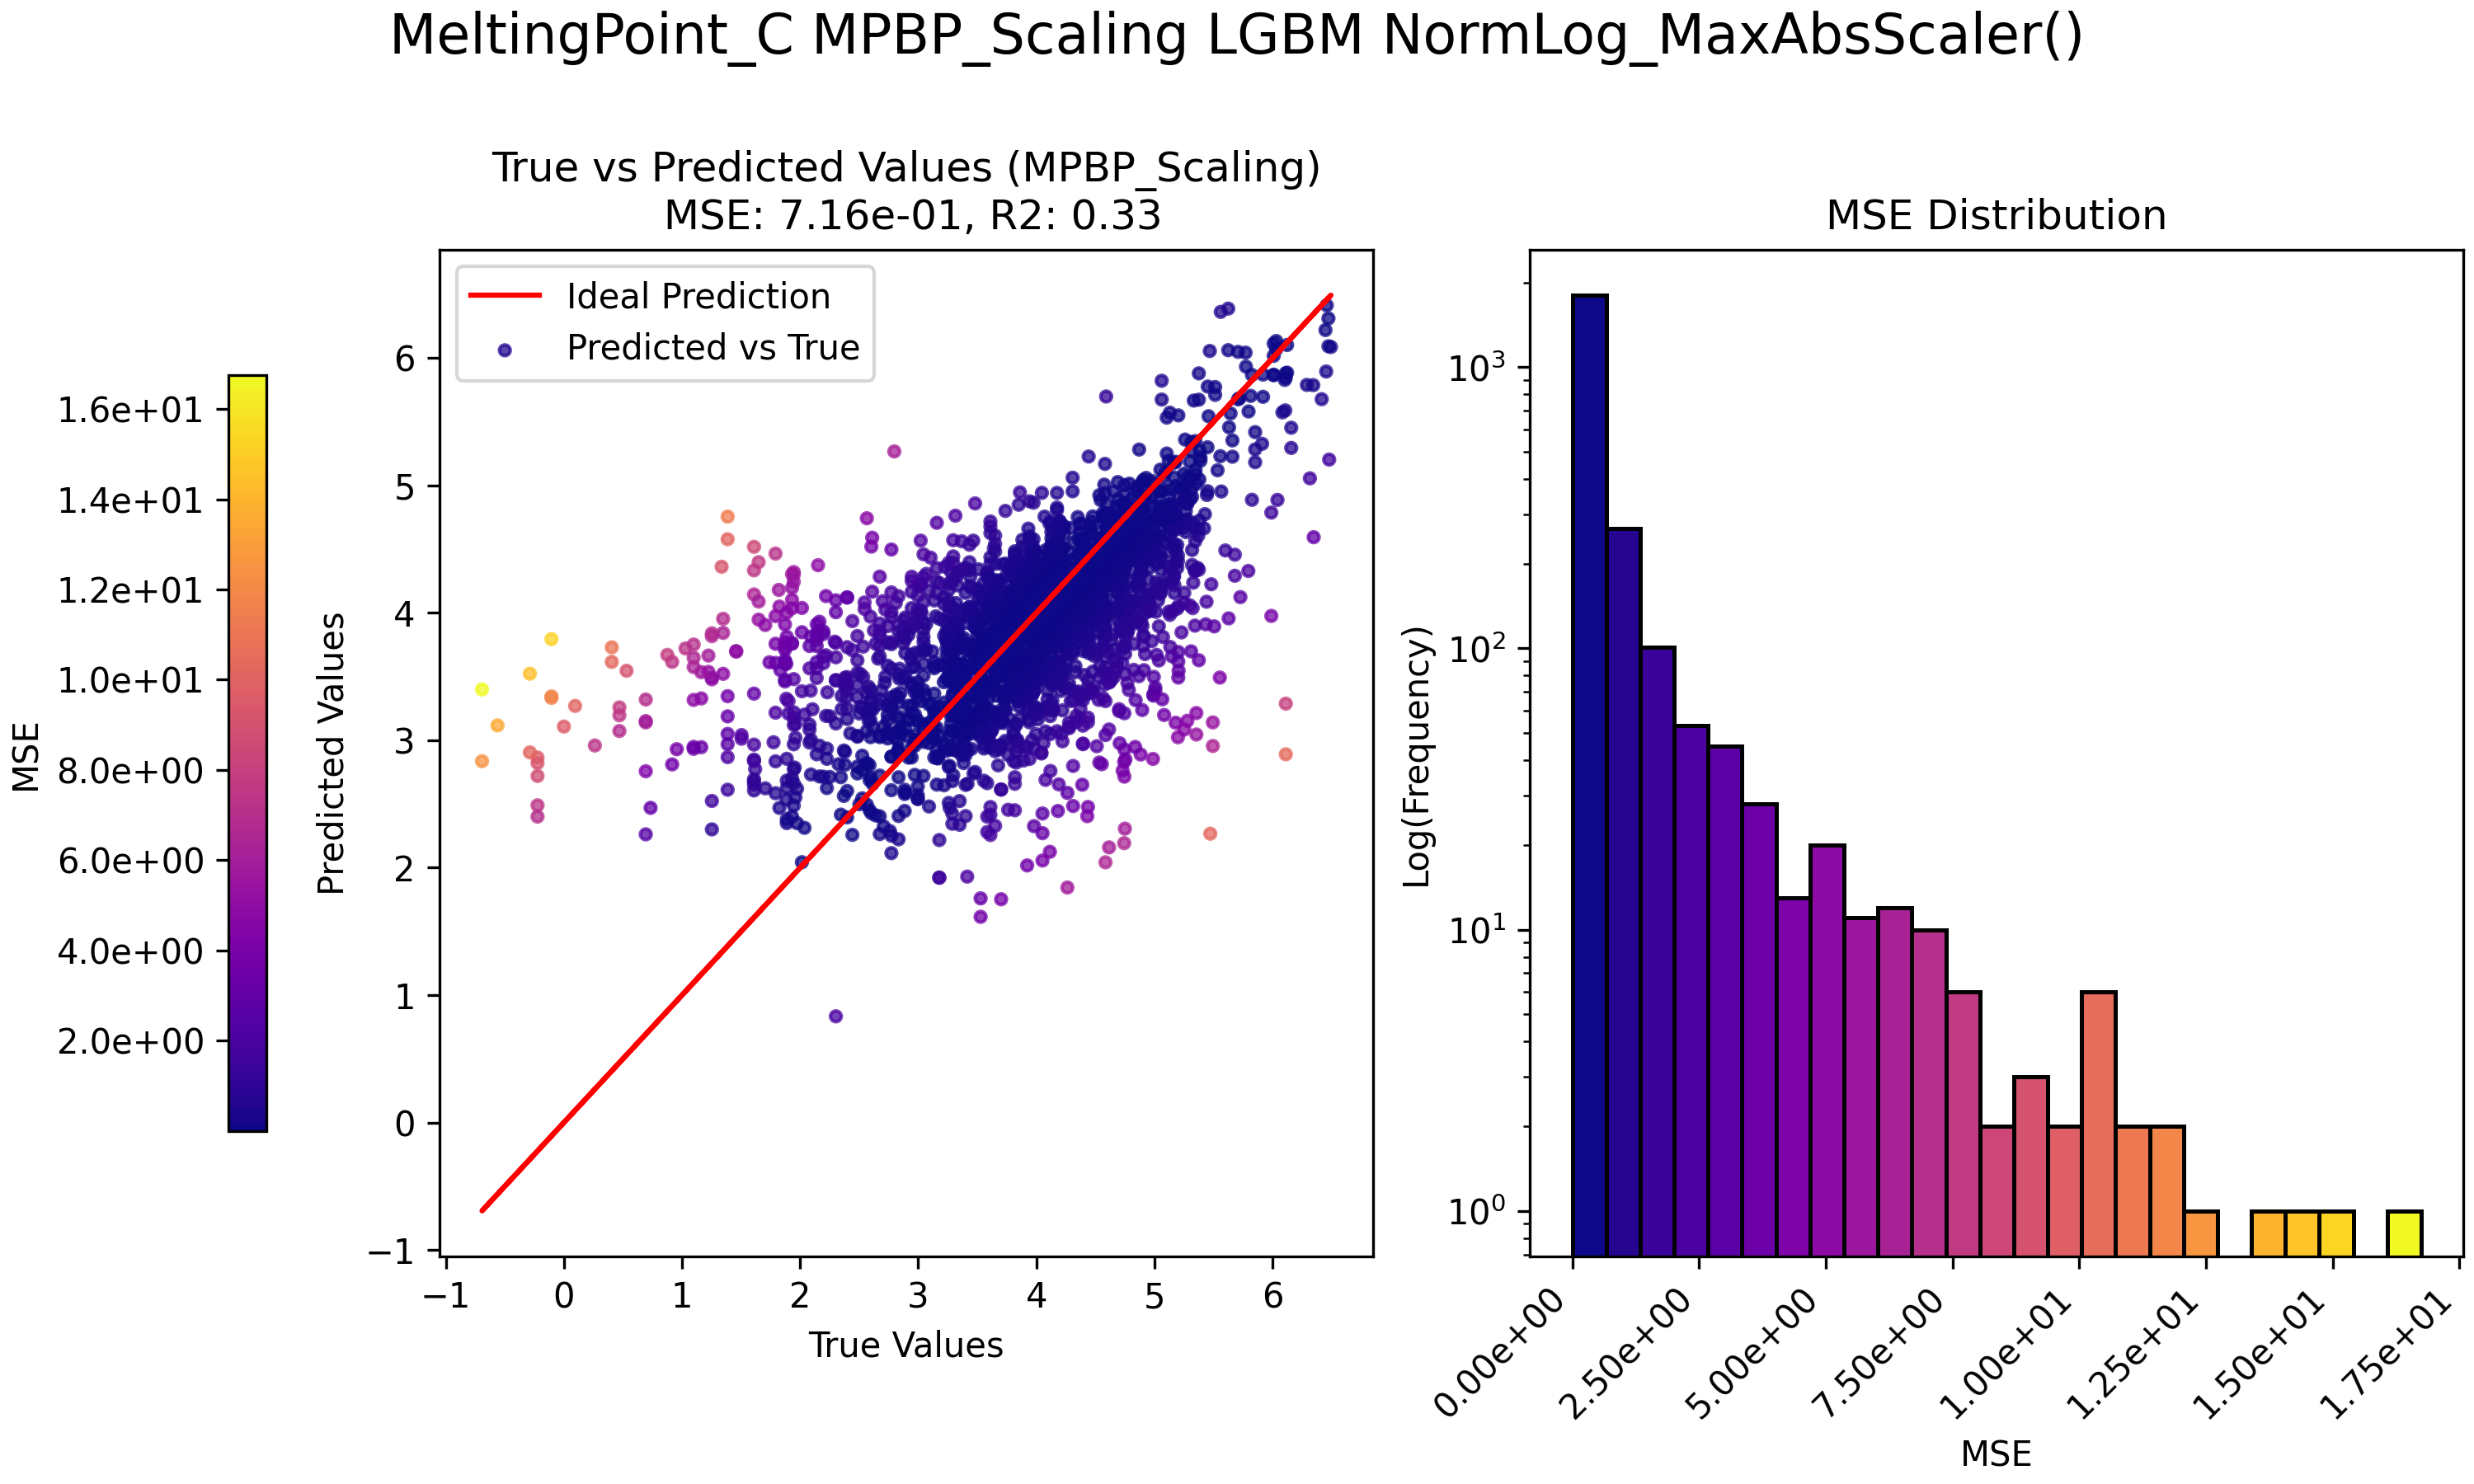 MeltingPoint_C MPBP_Scaling LGBM NormLog_MaxAbsScaler()
True vs Predicted Values (MPBP_Scaling)
MSE: 7.16e-01, R2: 0.33
Ideal Prediction
Predicted vs True
MSE
1.6e+01
1.4e+01
1.2e+01
1.0e+01
8.0e+00
6.0e+00
4.0e+00
2.0e+00
Predicted Values
6
5
4
3
2
1
0
−1
−1
0
1
2
3
4
5
6
True Values
MSE Distribution
Log(Frequency)
10³
10²
10¹
10⁰
0.00e+00
2.50e+00
5.00e+00
7.50e+00
1.00e+01
1.25e+01
1.50e+01
1.75e+01
MSE